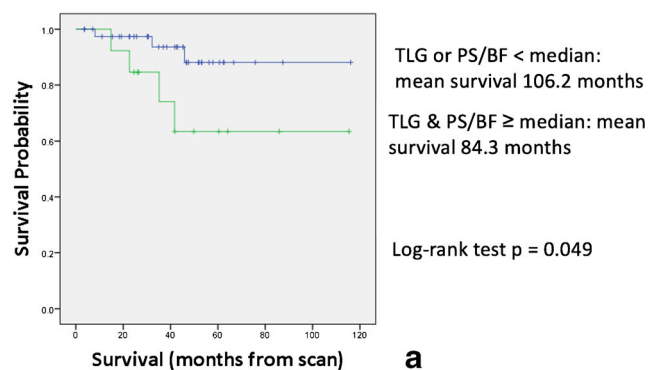 1.0
0.8
0.6
0.4
0.2
0.0
Survival Probability
0 20 40 60 80 100 120
Survival (months from scan)
TLG or PS/BF < median:
mean survival 106.2 months
TLG & PS/BF ≥ median: mean
survival 84.3 months
Log-rank test p = 0.049
a